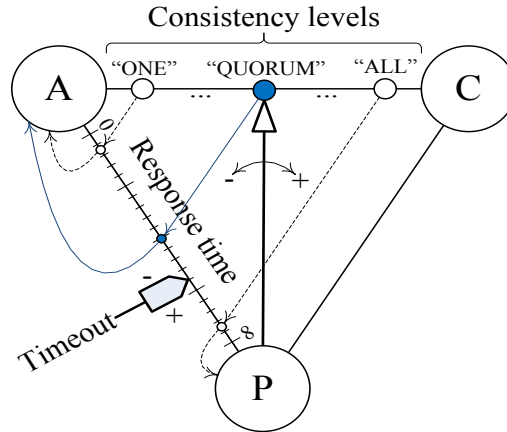 Consistency levels
“ONE” “QUORUM” “ALL”
A ... ... C
0
Response time
- +
-
+
Timeout
∞
P